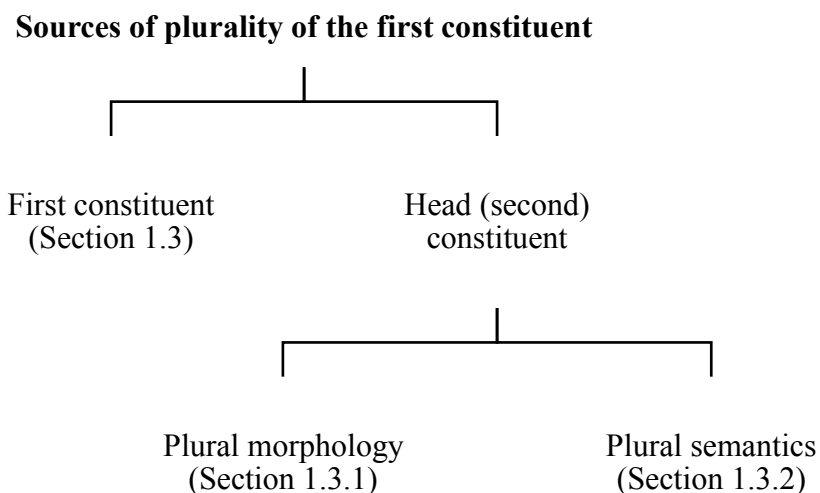 Sources of plurality of the first constituent
First constituent
(Section 1.3)
Head (second)
constituent
Plural morphology
(Section 1.3.1)
Plural semantics
(Section 1.3.2)